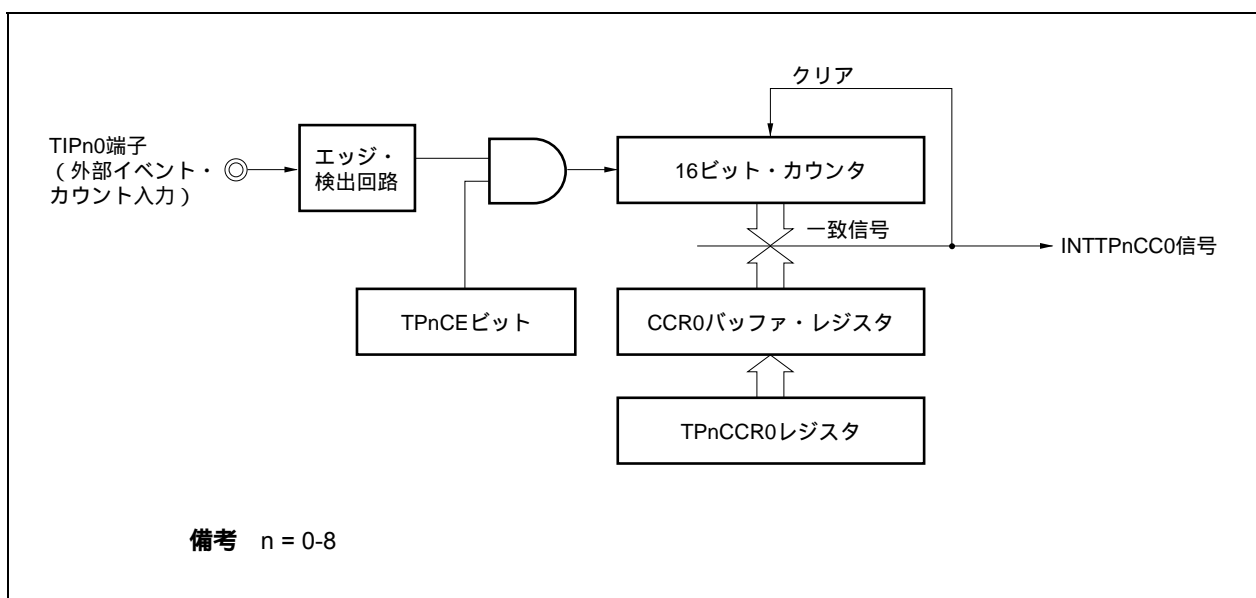 クリア
TIPn0端子
（外部イベント・
カウント入力）
エッジ・
検出回路
16ビット・カウンタ
一致信号
INTTPnCC0信号
TPnCEビット
CCR0バッファ・レジスタ
TPnCCR0レジスタ
備考 n = 0-8